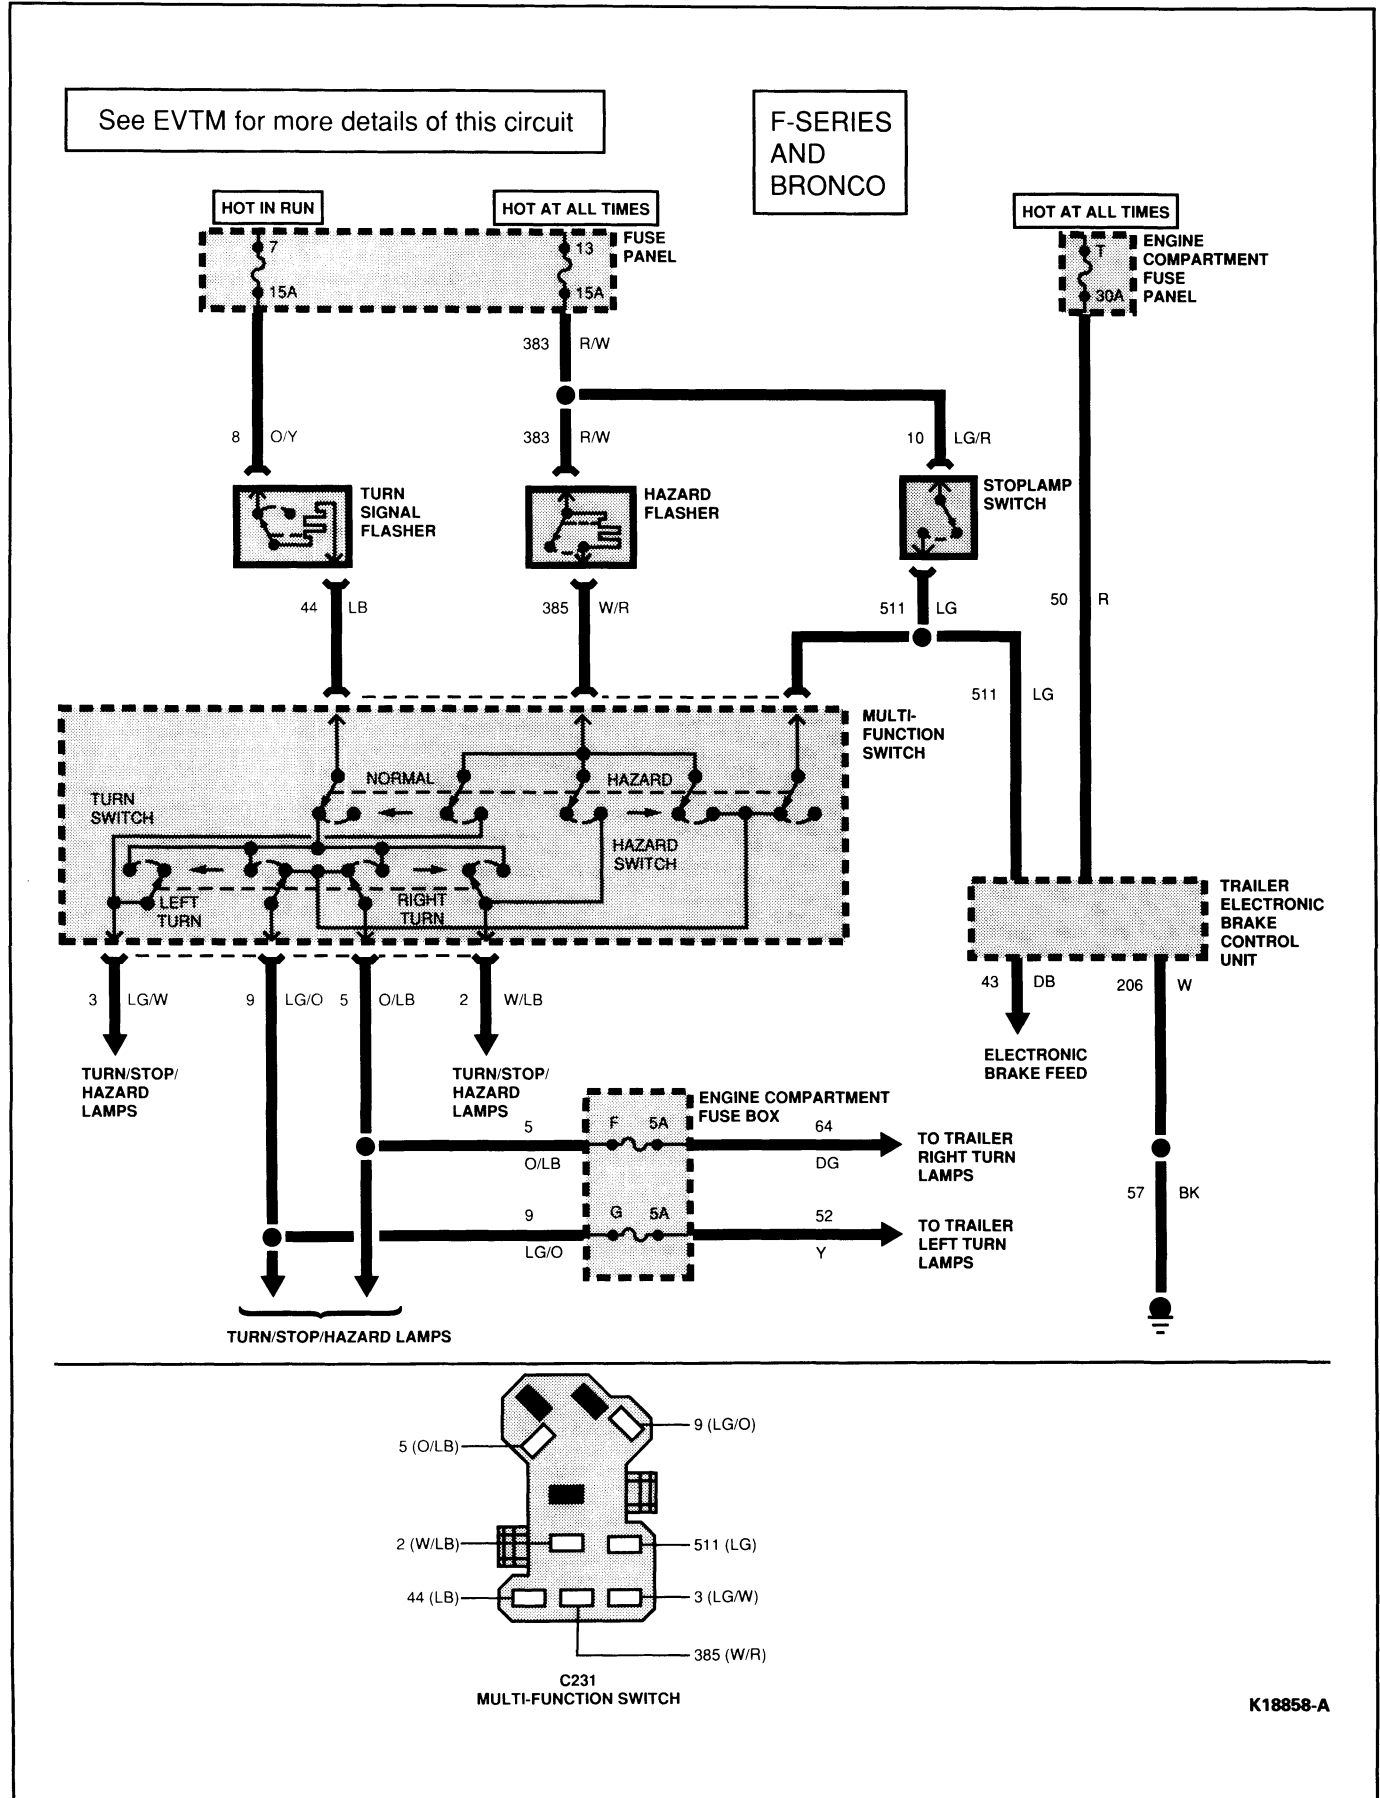 See EVTM for more details of this circuit
F-SERIES
AND
BRONCO
HOT IN RUN
HOT AT ALL TIMES
HOT AT ALL TIMES
7
15A
13
15A
FUSE
PANEL
T
30A
ENGINE
COMPARTMENT
FUSE
PANEL
383 R/W
8 O/Y
383 R/W
10 LG/R
TURN
SIGNAL
FLASHER
HAZARD
FLASHER
STOPLAMP
SWITCH
44 LB
385 W/R
511 LG
50 R
511 LG
MULTI-
FUNCTION
SWITCH
NORMAL
HAZARD
TURN
SWITCH
HAZARD
SWITCH
LEFT
TURN
RIGHT
TURN
TRAILER
ELECTRONIC
BRAKE
CONTROL
UNIT
3 LG/W
9 LG/O
5 O/LB
2 W/LB
43 DB
206 W
TURN/STOP/
HAZARD
LAMPS
TURN/STOP/
HAZARD
LAMPS
ELECTRONIC
BRAKE FEED
ENGINE COMPARTMENT
FUSE BOX
5
O/LB
F 5A
64
DG
TO TRAILER
RIGHT TURN
LAMPS
9
LG/O
G 5A
52
Y
TO TRAILER
LEFT TURN
LAMPS
57 BK
TURN/STOP/HAZARD LAMPS
9 (LG/O)
5 (O/LB)
2 (W/LB)
511 (LG)
44 (LB)
3 (LG/W)
385 (W/R)
C231
MULTI-FUNCTION SWITCH
K18858-A